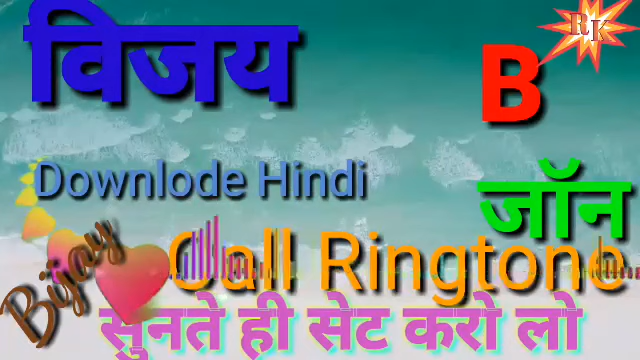 RK
विजय
B
Downlode Hindi
जॉन
Bijay
Call Ringtone
सुनते ही सेट करो लो